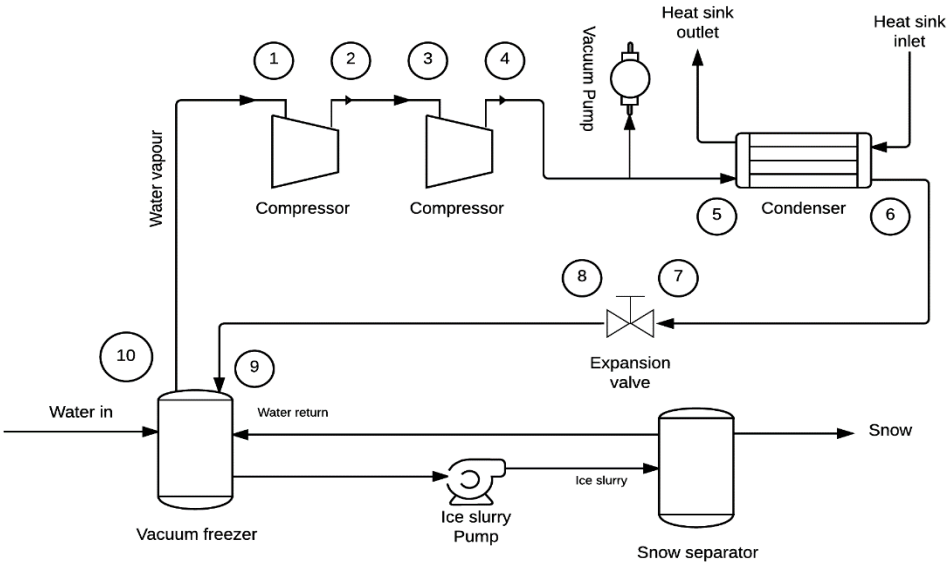 Heat sink
outlet
Heat sink
inlet
1
2
3
4
Vacuum Pump
Water vapour
Compressor
Compressor
5
Condenser
6
8
7
Expansion
valve
10
9
Water in
Water return
Snow
Ice slurry
Ice slurry
Pump
Vacuum freezer
Snow separator